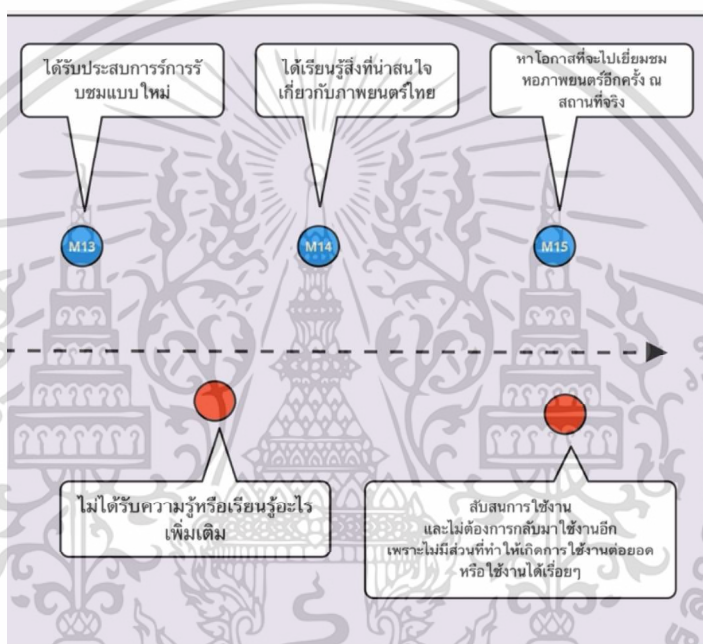 ได้รับประสบการร์การรั
บชมแบบใหม่
ได้เรียนรู้สิ่งที่น่าสนใจ
เกี่ยวกับภาพยนตร์ไทย
หาโอกาสที่จะไปเยี่ยมชม
หอภาพยนตร์อีกครั้ง ณ
สถานที่จริง
M13
M14
M15
ไม่ได้รับความรู้หรือเรียนรู้อะไร
เพิ่มเติม
สับสนการใช้งาน
และไม่ต้องการกลับมาใช้งานอีก
เพราะไม่มีส่วนที่ทำให้เกิดการใช้งานต่อยอด
หรือใช้งานได้เรื่อยๆ